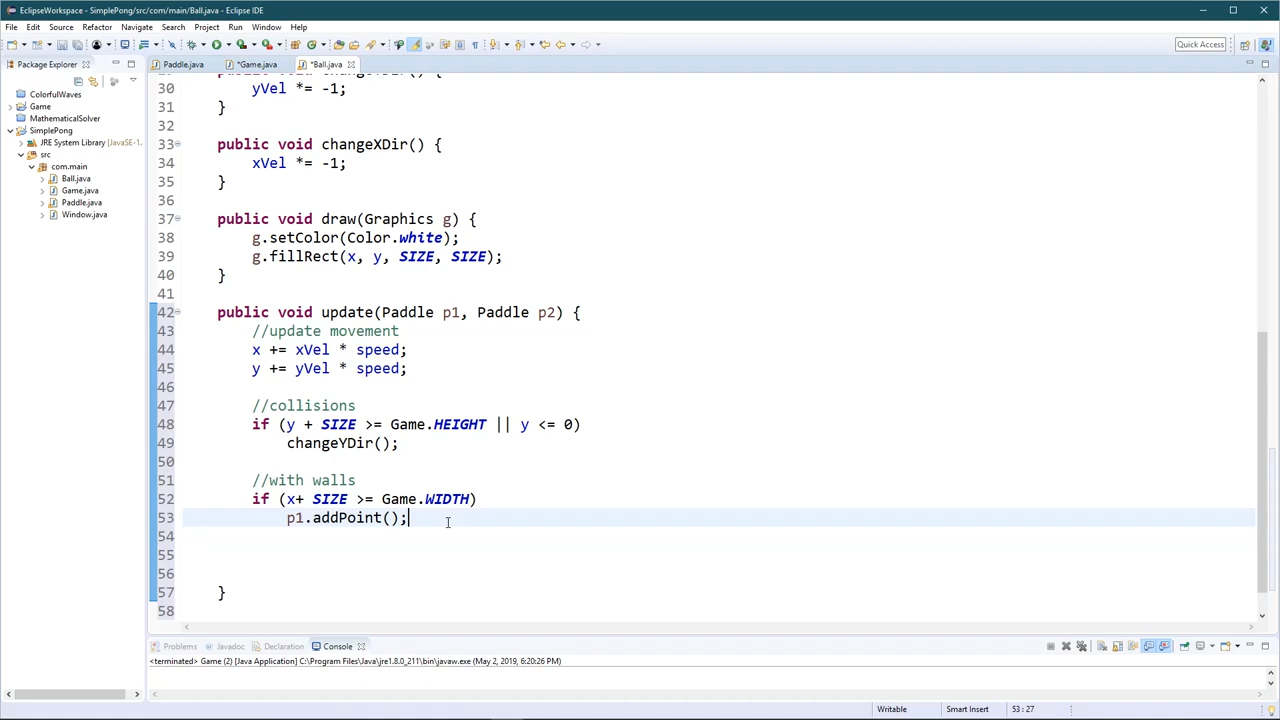 EclipseWorkspace - SimplePong/src/com/main/Ball.java - Eclipse IDE
File Edit Source Refactor Navigate Search Project Run Window Help
Quick Access
Package Explorer
Paddle.java *Game.java *Ball.java
ColorfulWaves
Game
MathematicalSolver
SimplePong
JRE System Library [JavaSE-1.
src
com.main
Ball.java
Game.java
Paddle.java
Window.java
30 yVel *= -1;
31 }
32
33 public void changeXDir() {
34 xVel *= -1;
35 }
36
37 public void draw(Graphics g) {
38 g.setColor(Color.white);
39 g.fillRect(x, y, SIZE, SIZE);
40 }
41
42 public void update(Paddle p1, Paddle p2) {
43 //update movement
44 x += xVel * speed;
45 y += yVel * speed;
46
47 //collisions
48 if (y + SIZE >= Game.HEIGHT || y <= 0)
49 changeYDir();
50
51 //with walls
52 if (x+ SIZE >= Game.WIDTH)
53 p1.addPoint();
54
55
56
57 }
58
Problems Javadoc Declaration Console
<terminated> Game (2) [Java Application] C:\Program Files\Java\jre1.8.0_211\bin\javaw.exe (May 2, 2019, 6:20:26 PM)
Writable Smart Insert 53 : 27